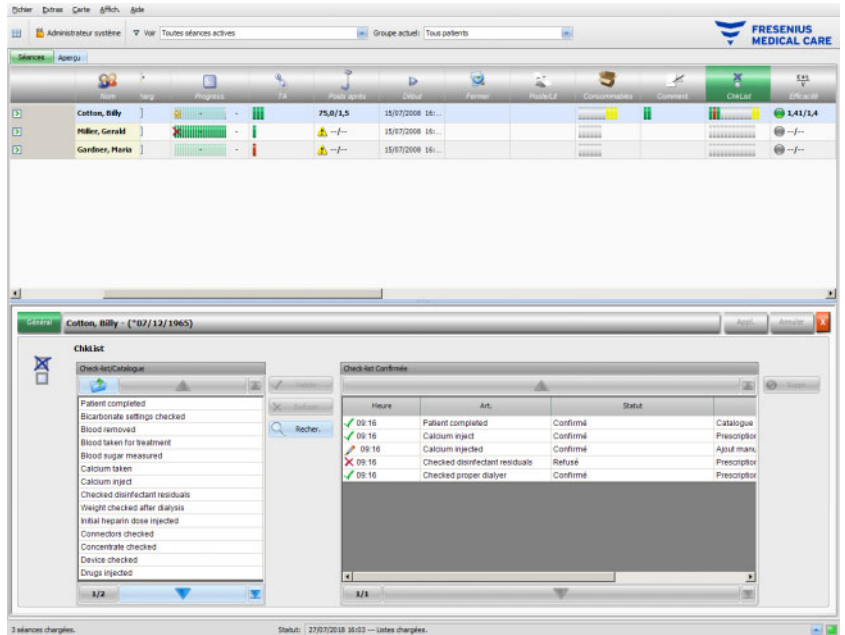 Fichier Extras Carte Affich. Aide
Administrateur système Voir Toutes séances actives Groupe actuel: Tous patients
FRESENIUS
MEDICAL CARE
Séances Aperçu
Nom Progress TA Poids après Début Fermer Poste/Lit Consommables Comment. ChkList Efficacité
Cotton, Billy ] - - 75,0/1,5 15/07/2008 16:... 1,41/1,4
Miller, Gerald ] - - --/-- 15/07/2008 16:... --/--
Gardner, Maria ] - - --/-- 15/07/2008 16:... --/--
Général Cotton, Billy - (*07/12/1965) Appl. Annuler X
ChkList
Check-list/Catalogue Check-list Confirmée
Valider Suppr.
Patient completed Refuser Heure Art. Statut
Bicarbonate settings checked
Blood removed Recher. 09:16 Patient completed Confirmé Catalogue
Blood taken for treatment 09:16 Calcium inject Confirmé Prescription
Blood sugar measured 09:16 Calcium injected Confirmé Ajout manu
Calcium taken 09:16 Checked disinfectant residuals Refusé Prescription
Calcium inject 09:16 Checked proper dialyer Confirmé Prescription
Checked disinfectant residuals
Weight checked after dialysis
Initial heparin dose injected
Connectors checked
Concentrate checked
Device checked
Drugs injected
1/2 1/1
3 séances chargées. Statut: 27/07/2018 16:03 — Listes chargées.